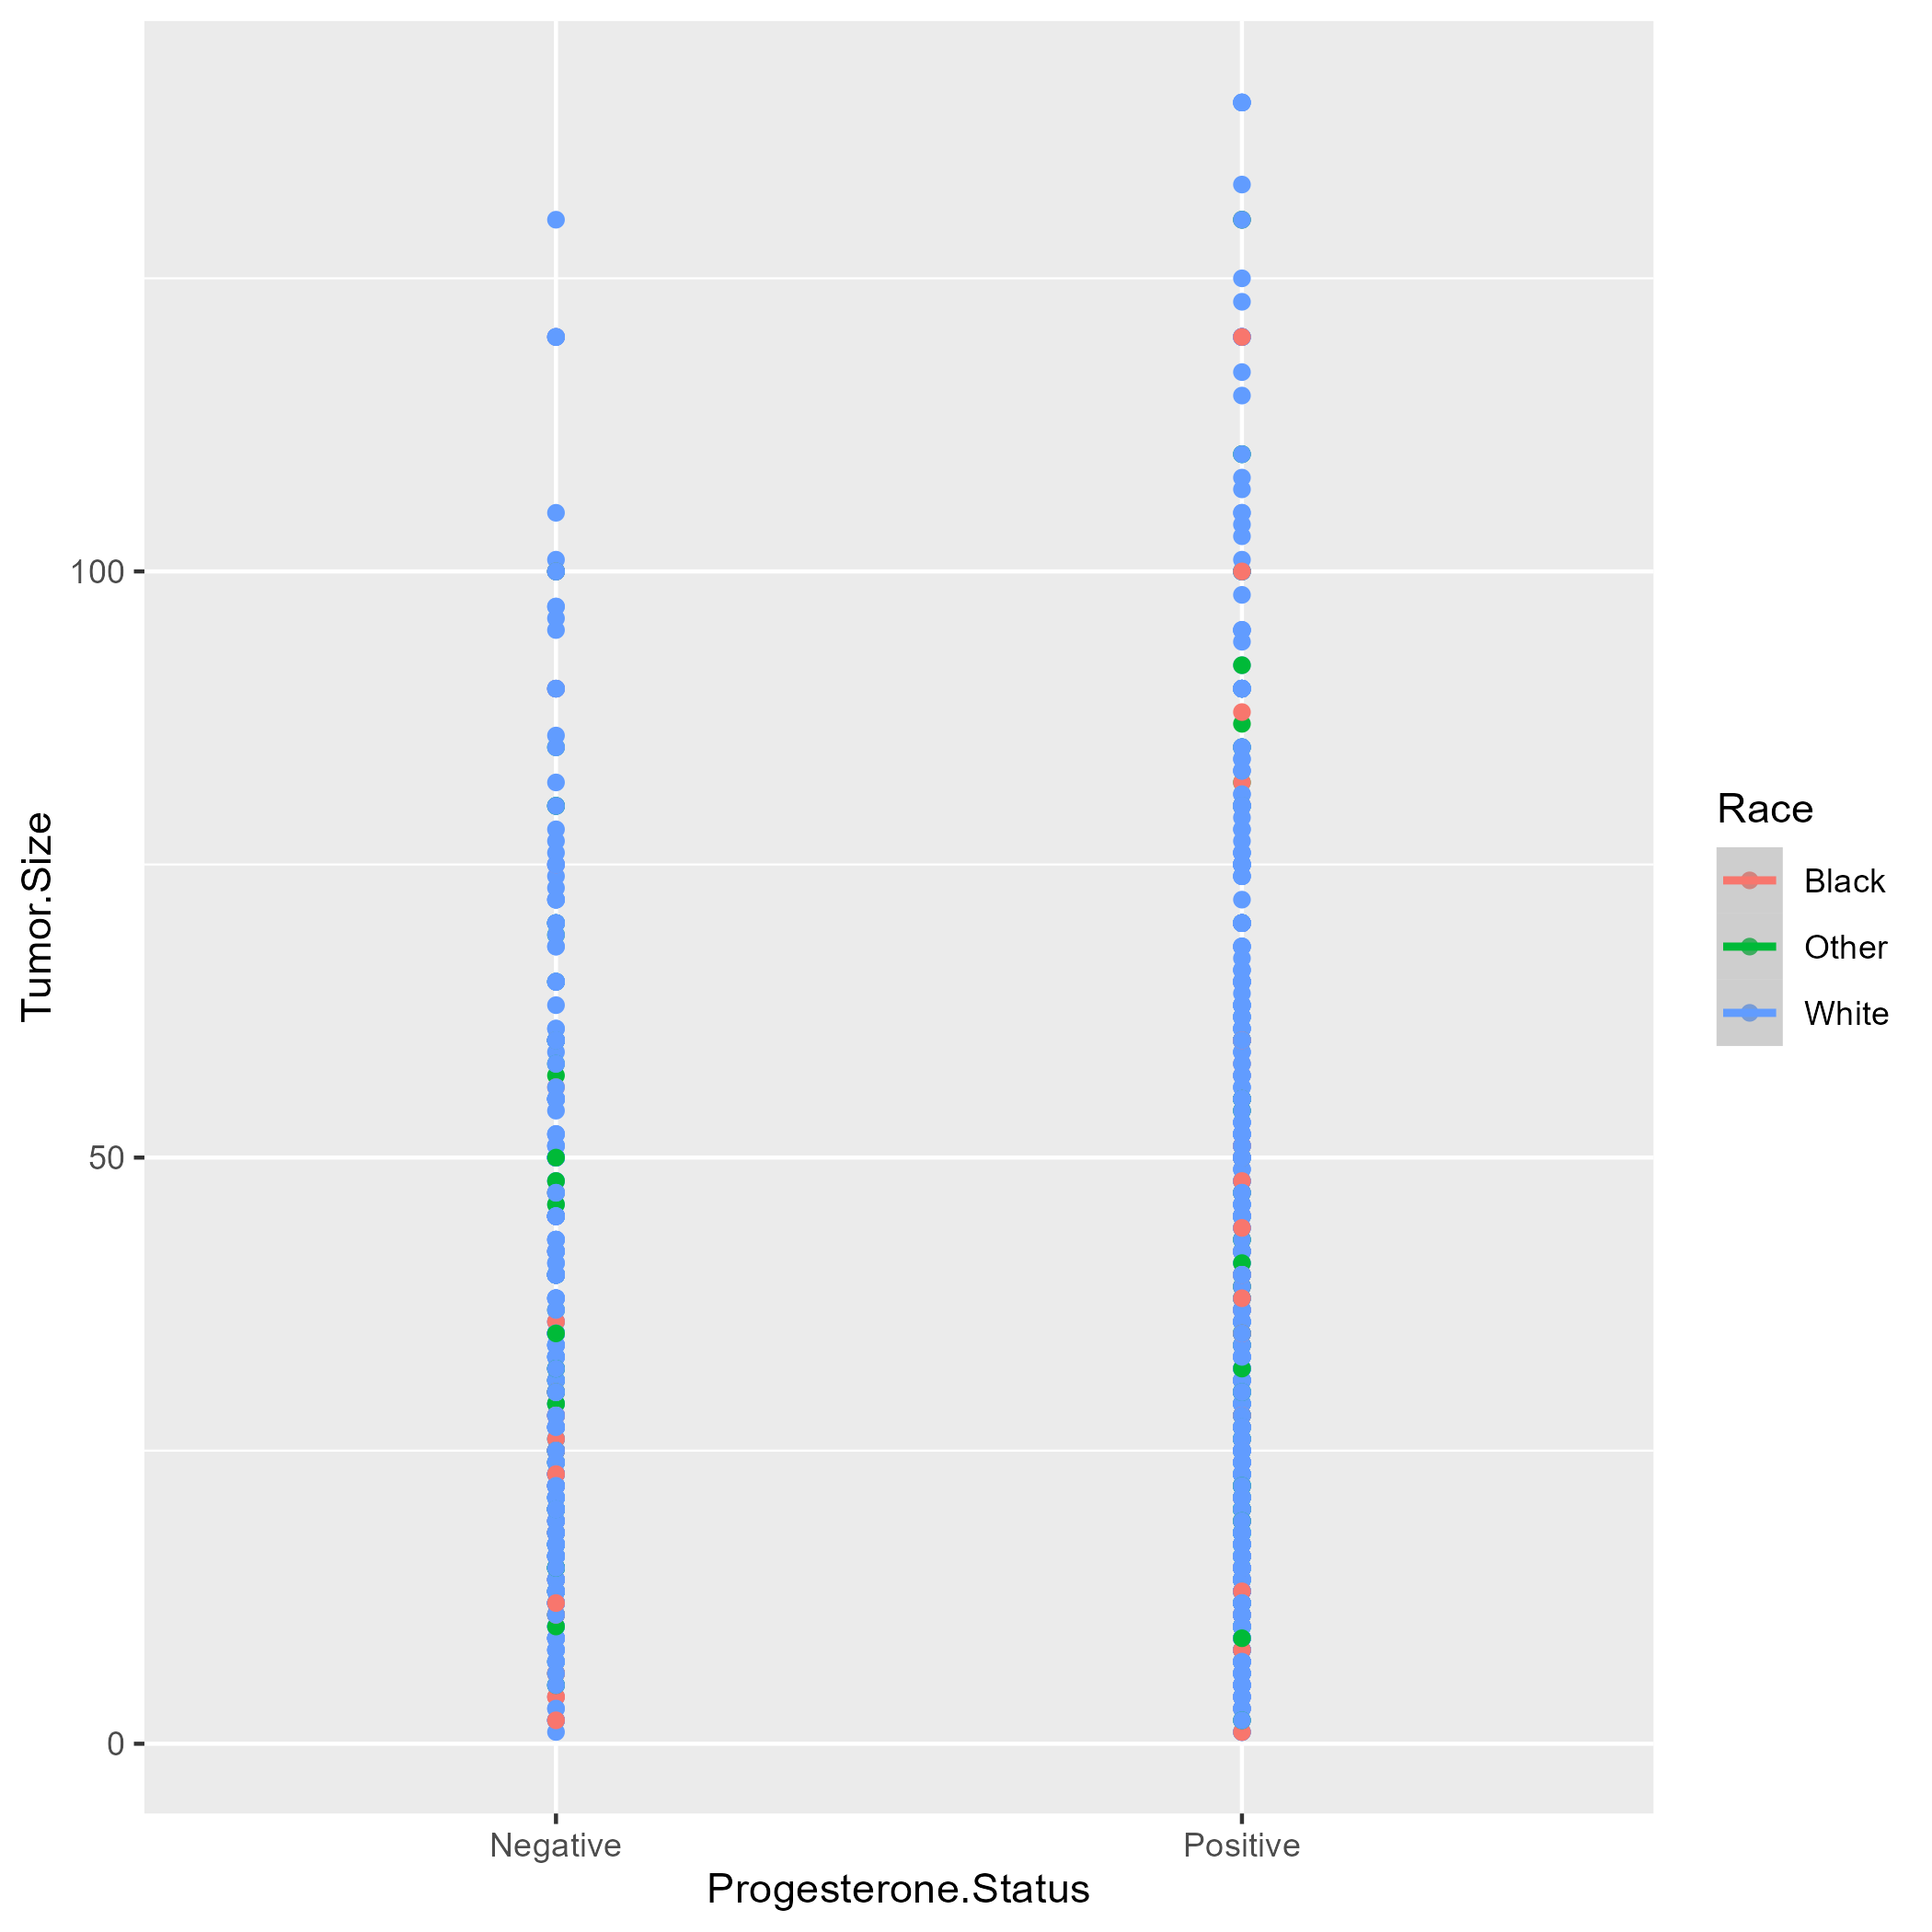 Tumor.Size
100
50
0
Negative
Positive
Progesterone.Status
Race
Black
Other
White